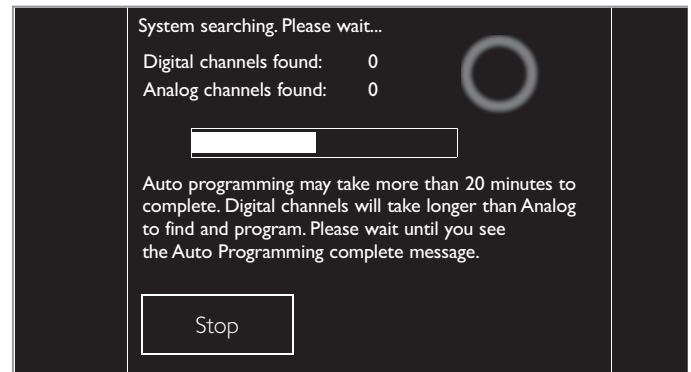 System searching. Please wait...
Digital channels found: 0
Analog channels found: 0
Auto programming may take more than 20 minutes to
complete. Digital channels will take longer than Analog
to find and program. Please wait until you see
the Auto Programming complete message.
Stop